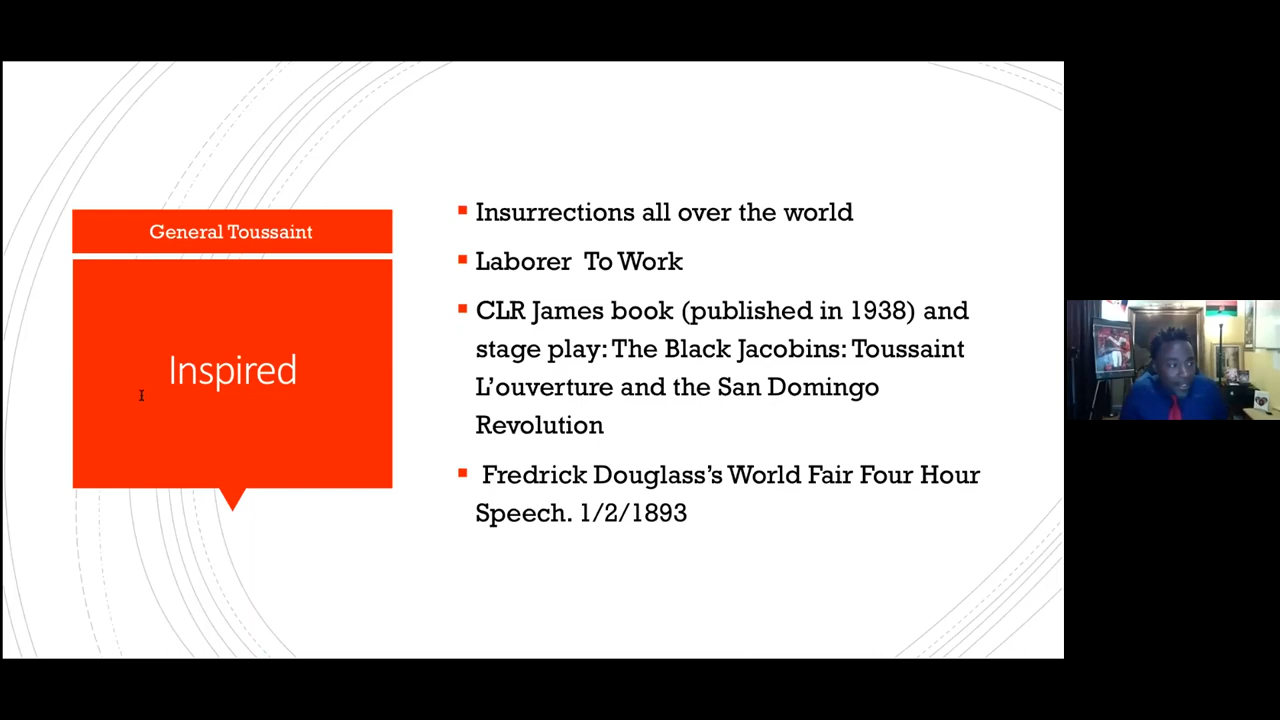 General Toussaint
Inspired
Insurrections all over the world
Laborer To Work
CLR James book (published in 1938) and
stage play: The Black Jacobins: Toussaint
L’ouverture and the San Domingo
Revolution
Fredrick Douglass’s World Fair Four Hour
Speech. 1/2/1893